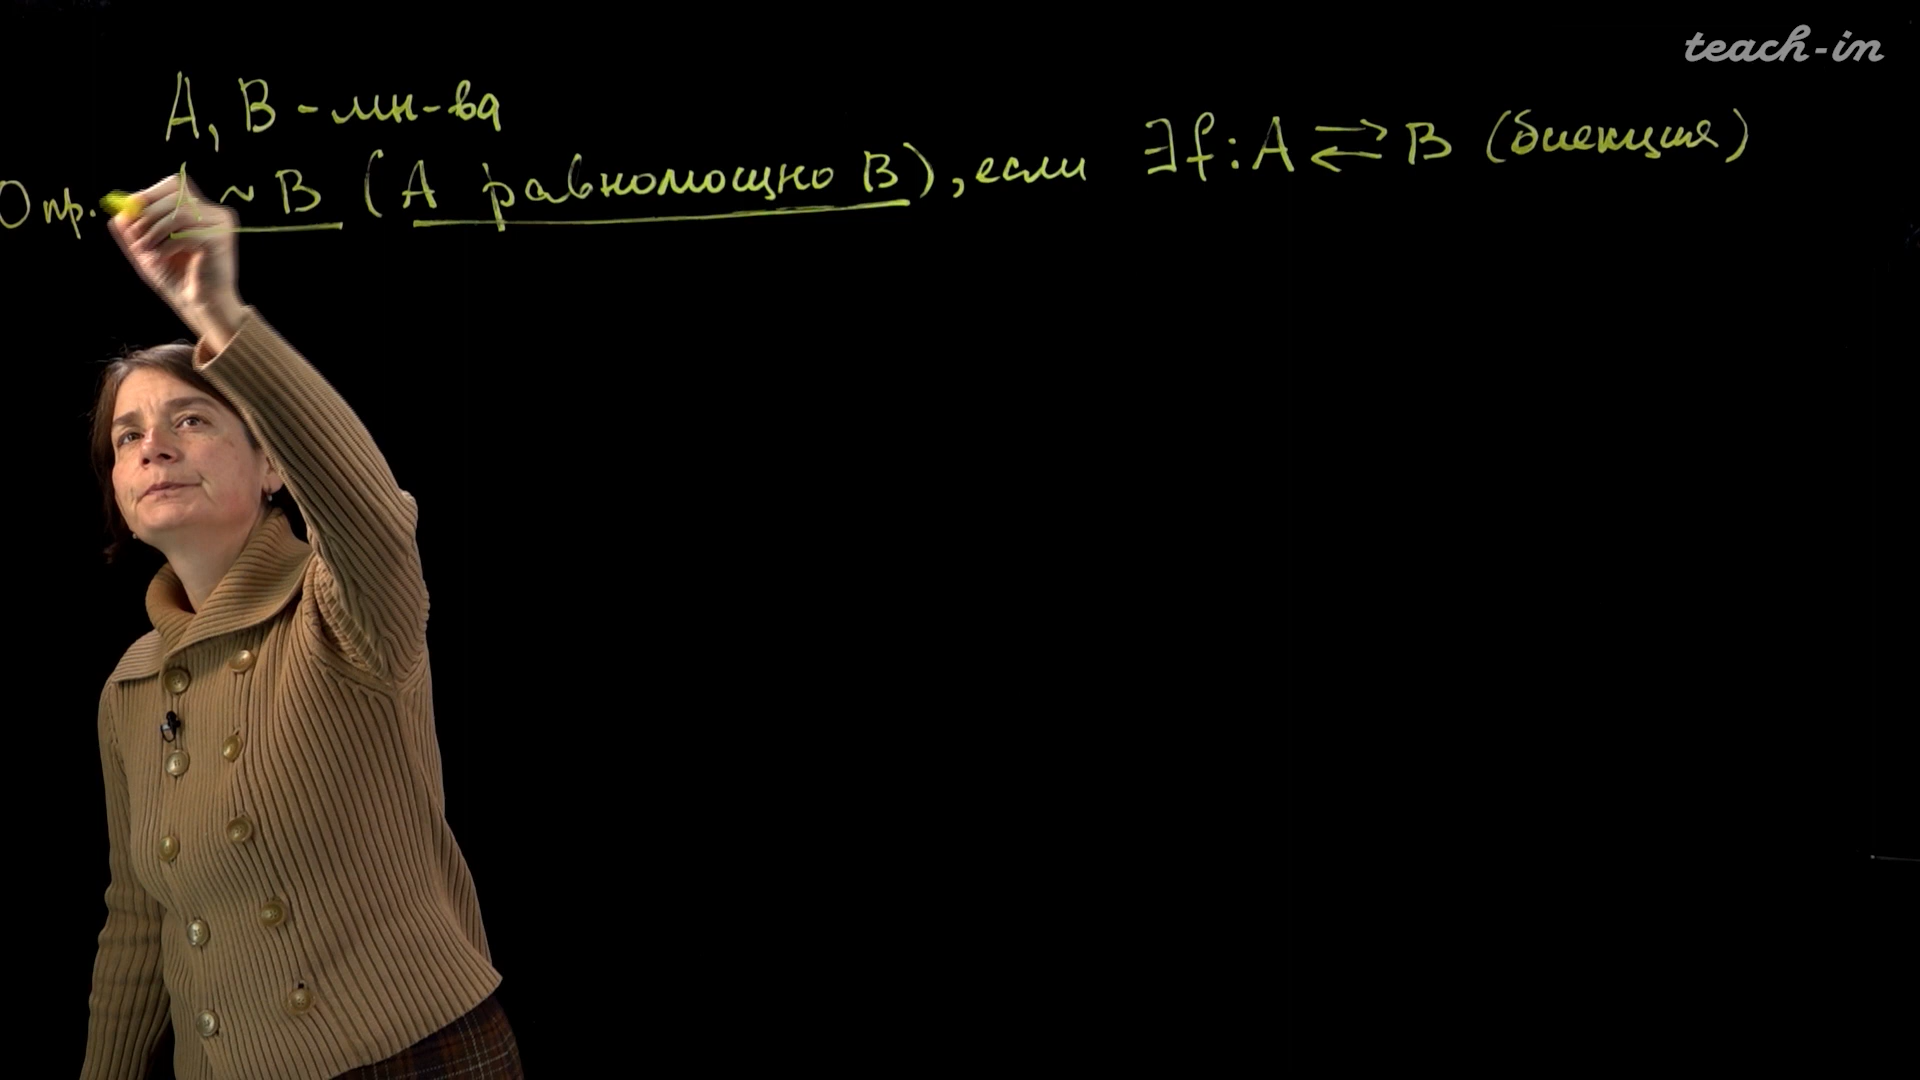 teach-in
A, B - мн-ва
Опр. A ~ B (A равномощно B), если ∃ f : A ⇄ B (биекция)